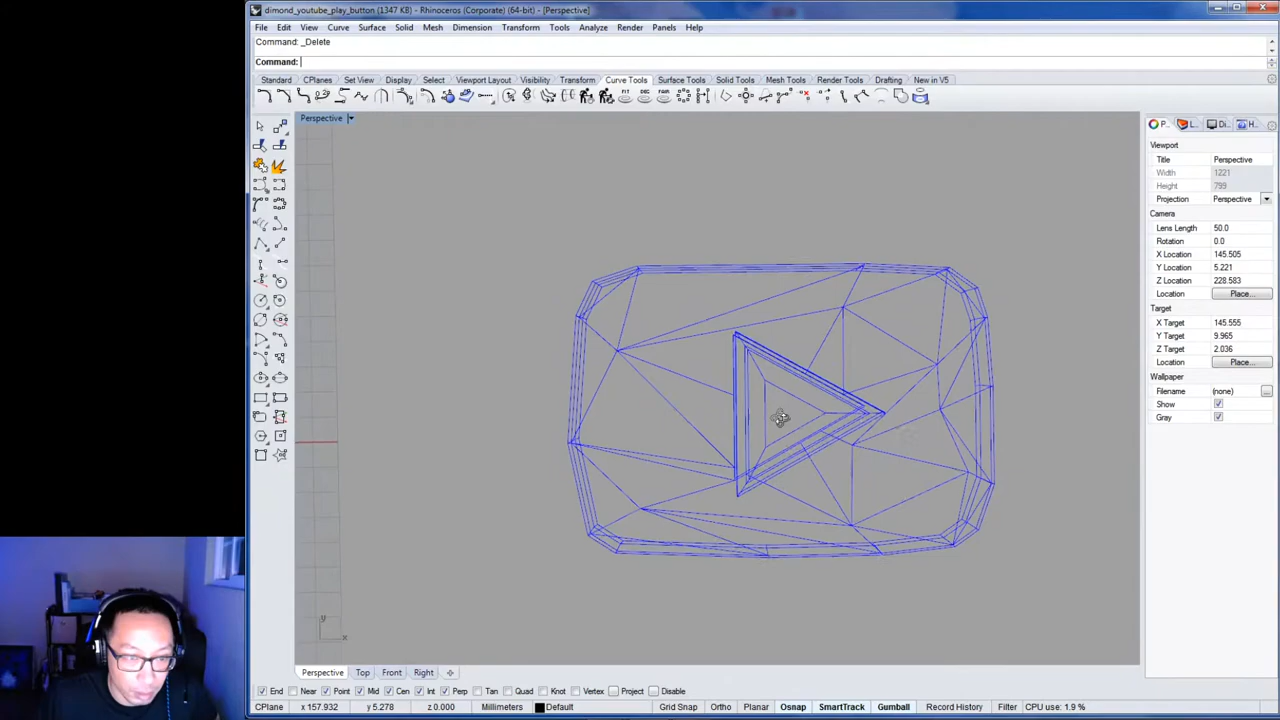 dimond_youtube_play_button (1347 KB) - Rhinoceros (Corporate) (64-bit) - [Perspective]
File Edit View Curve Surface Solid Mesh Dimension Transform Tools Analyze Render Panels Help
Command: _Delete
Command:
Standard CPlanes Set View Display Select Viewport Layout Visibility Transform Curve Tools Surface Tools Solid Tools Mesh Tools Render Tools Drafting New in V5
Perspective
P... L... Di... H...
Viewport
Title Perspective
Width 1221
Height 799
Projection Perspective
Camera
Lens Length 50.0
Rotation 0.0
X Location 145.505
Y Location 5.221
Z Location 228.583
Location Place...
Target
X Target 145.555
Y Target 9.965
Z Target 2.036
Location Place...
Wallpaper
Filename (none) ...
Show
Gray
y
x
Perspective Top Front Right
End Near Point Mid Cen Int Perp Tan Quad Knot Vertex Project Disable
CPlane x 157.932 y 5.278 z 0.000 Millimeters Default Grid Snap Ortho Planar Osnap SmartTrack Gumball Record History Filter CPU use: 1.9 %